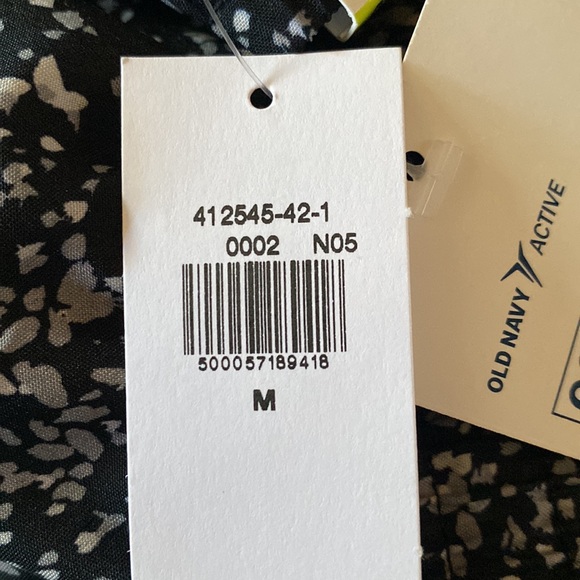 412545-42-1
0002 N05
500057189418
M
OLD NAVY ACTIVE